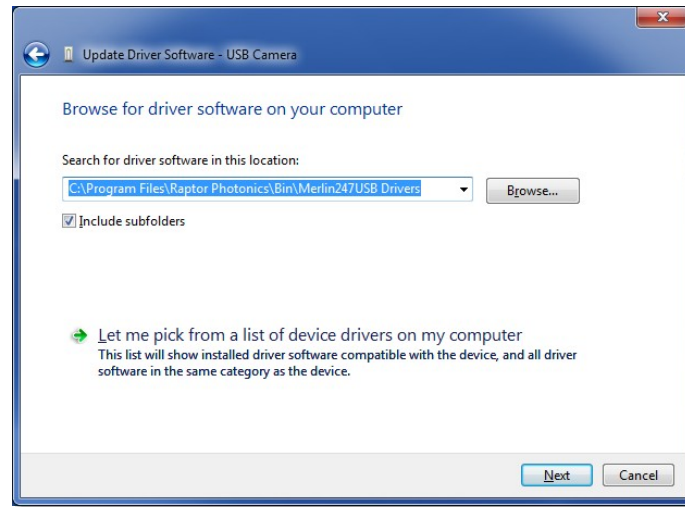 Update Driver Software - USB Camera
Browse for driver software on your computer
Search for driver software in this location:
C:\Program Files\Raptor Photonics\Bin\Merlin247USB Drivers
Browse...
Include subfolders
Let me pick from a list of device drivers on my computer
This list will show installed driver software compatible with the device, and all driver
software in the same category as the device.
Next
Cancel